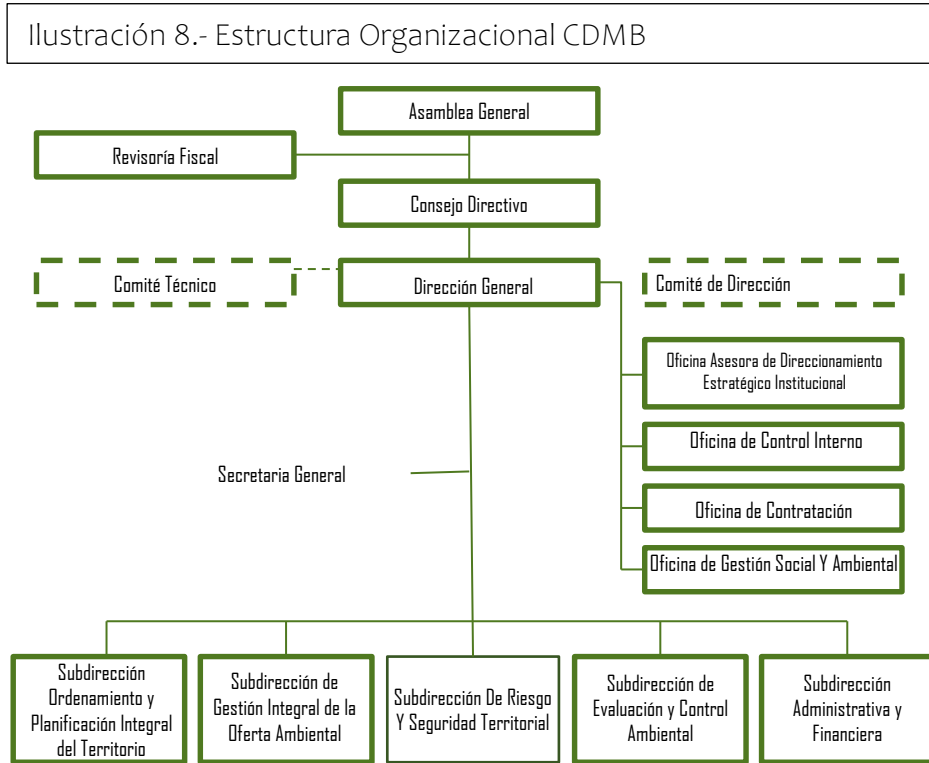 Ilustración 8.- Estructura Organizacional CDMB
Asamblea General
Revisoría Fiscal
Consejo Directivo
Comité Técnico
Dirección General
Comité de Dirección
Oficina Asesora de Direccionamiento
Estratégico Institucional
Oficina de Control Interno
Secretaria General
Oficina de Contratación
Oficina de Gestión Social Y Ambiental
Subdirección
Ordenamiento y
Planificación Integral
del Territorio
Subdirección de
Gestión Integral de la
Oferta Ambiental
Subdirección De Riesgo
Y Seguridad Territorial
Subdirección de
Evaluación y Control
Ambiental
Subdirección
Administrativa y
Financiera